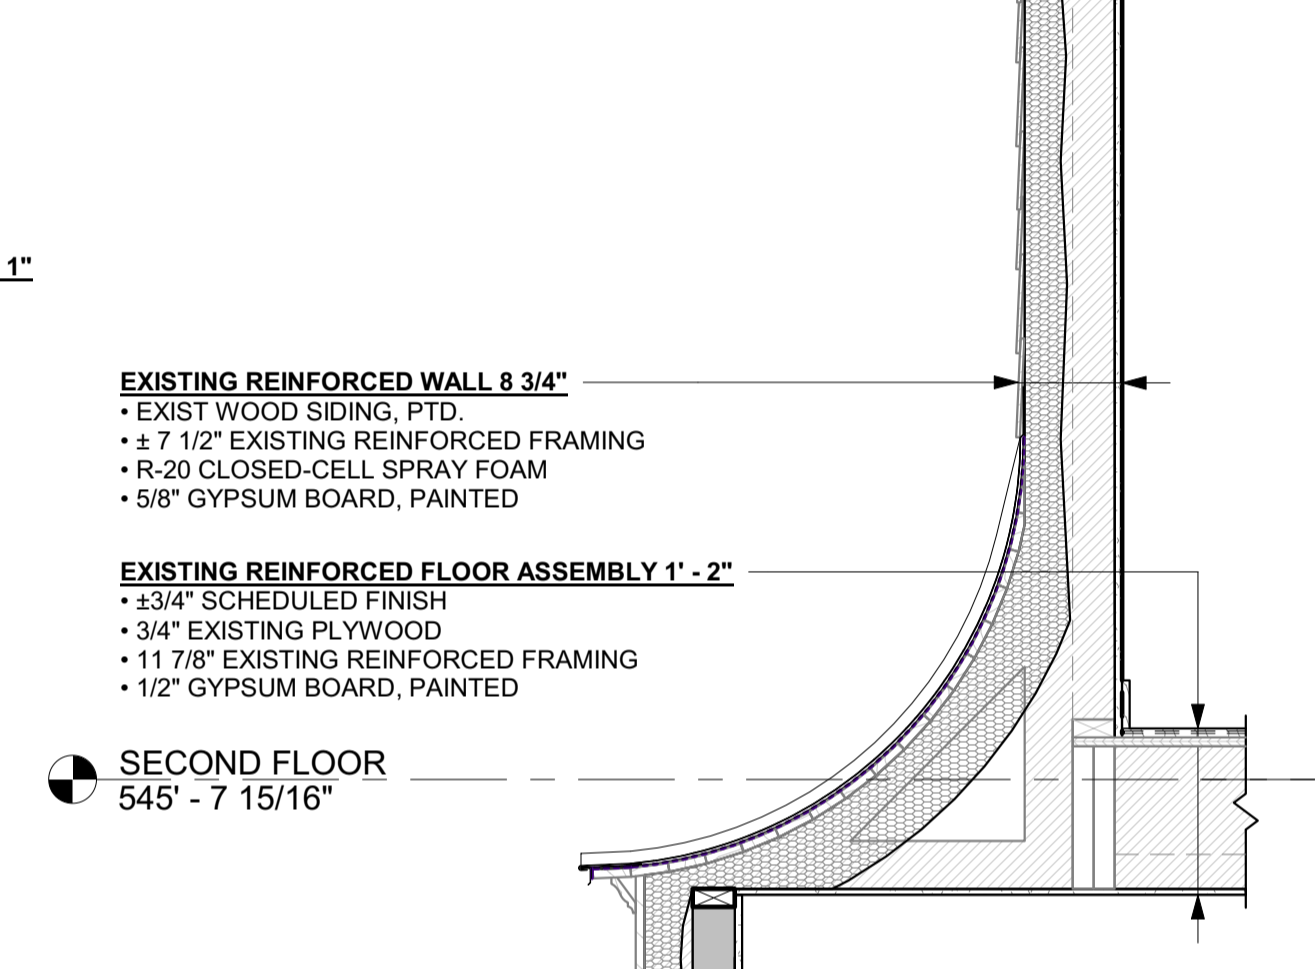 1"
EXISTING REINFORCED WALL 8 3/4"
• EXIST WOOD SIDING, PTD.
• ± 7 1/2" EXISTING REINFORCED FRAMING
• R-20 CLOSED-CELL SPRAY FOAM
• 5/8" GYPSUM BOARD, PAINTED
EXISTING REINFORCED FLOOR ASSEMBLY 1' - 2"
• ±3/4" SCHEDULED FINISH
• 3/4" EXISTING PLYWOOD
• 11 7/8" EXISTING REINFORCED FRAMING
• 1/2" GYPSUM BOARD, PAINTED
SECOND FLOOR
545' - 7 15/16"